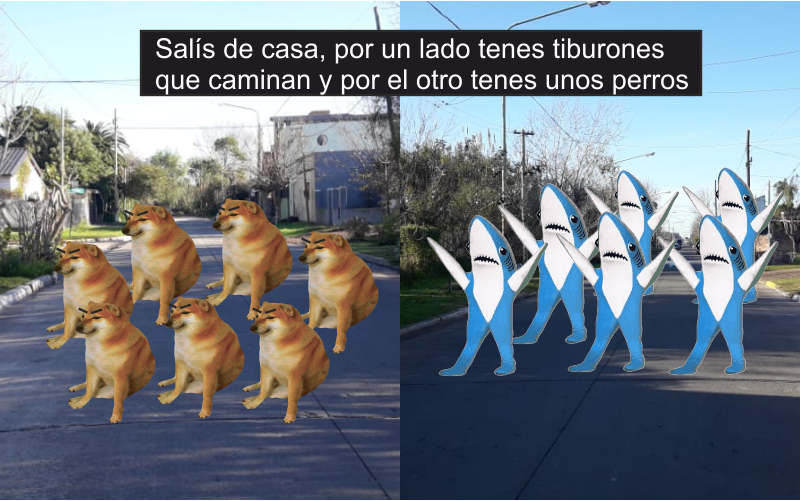 Salís de casa, por un lado tenes tiburones
que caminan y por el otro tenes unos perros